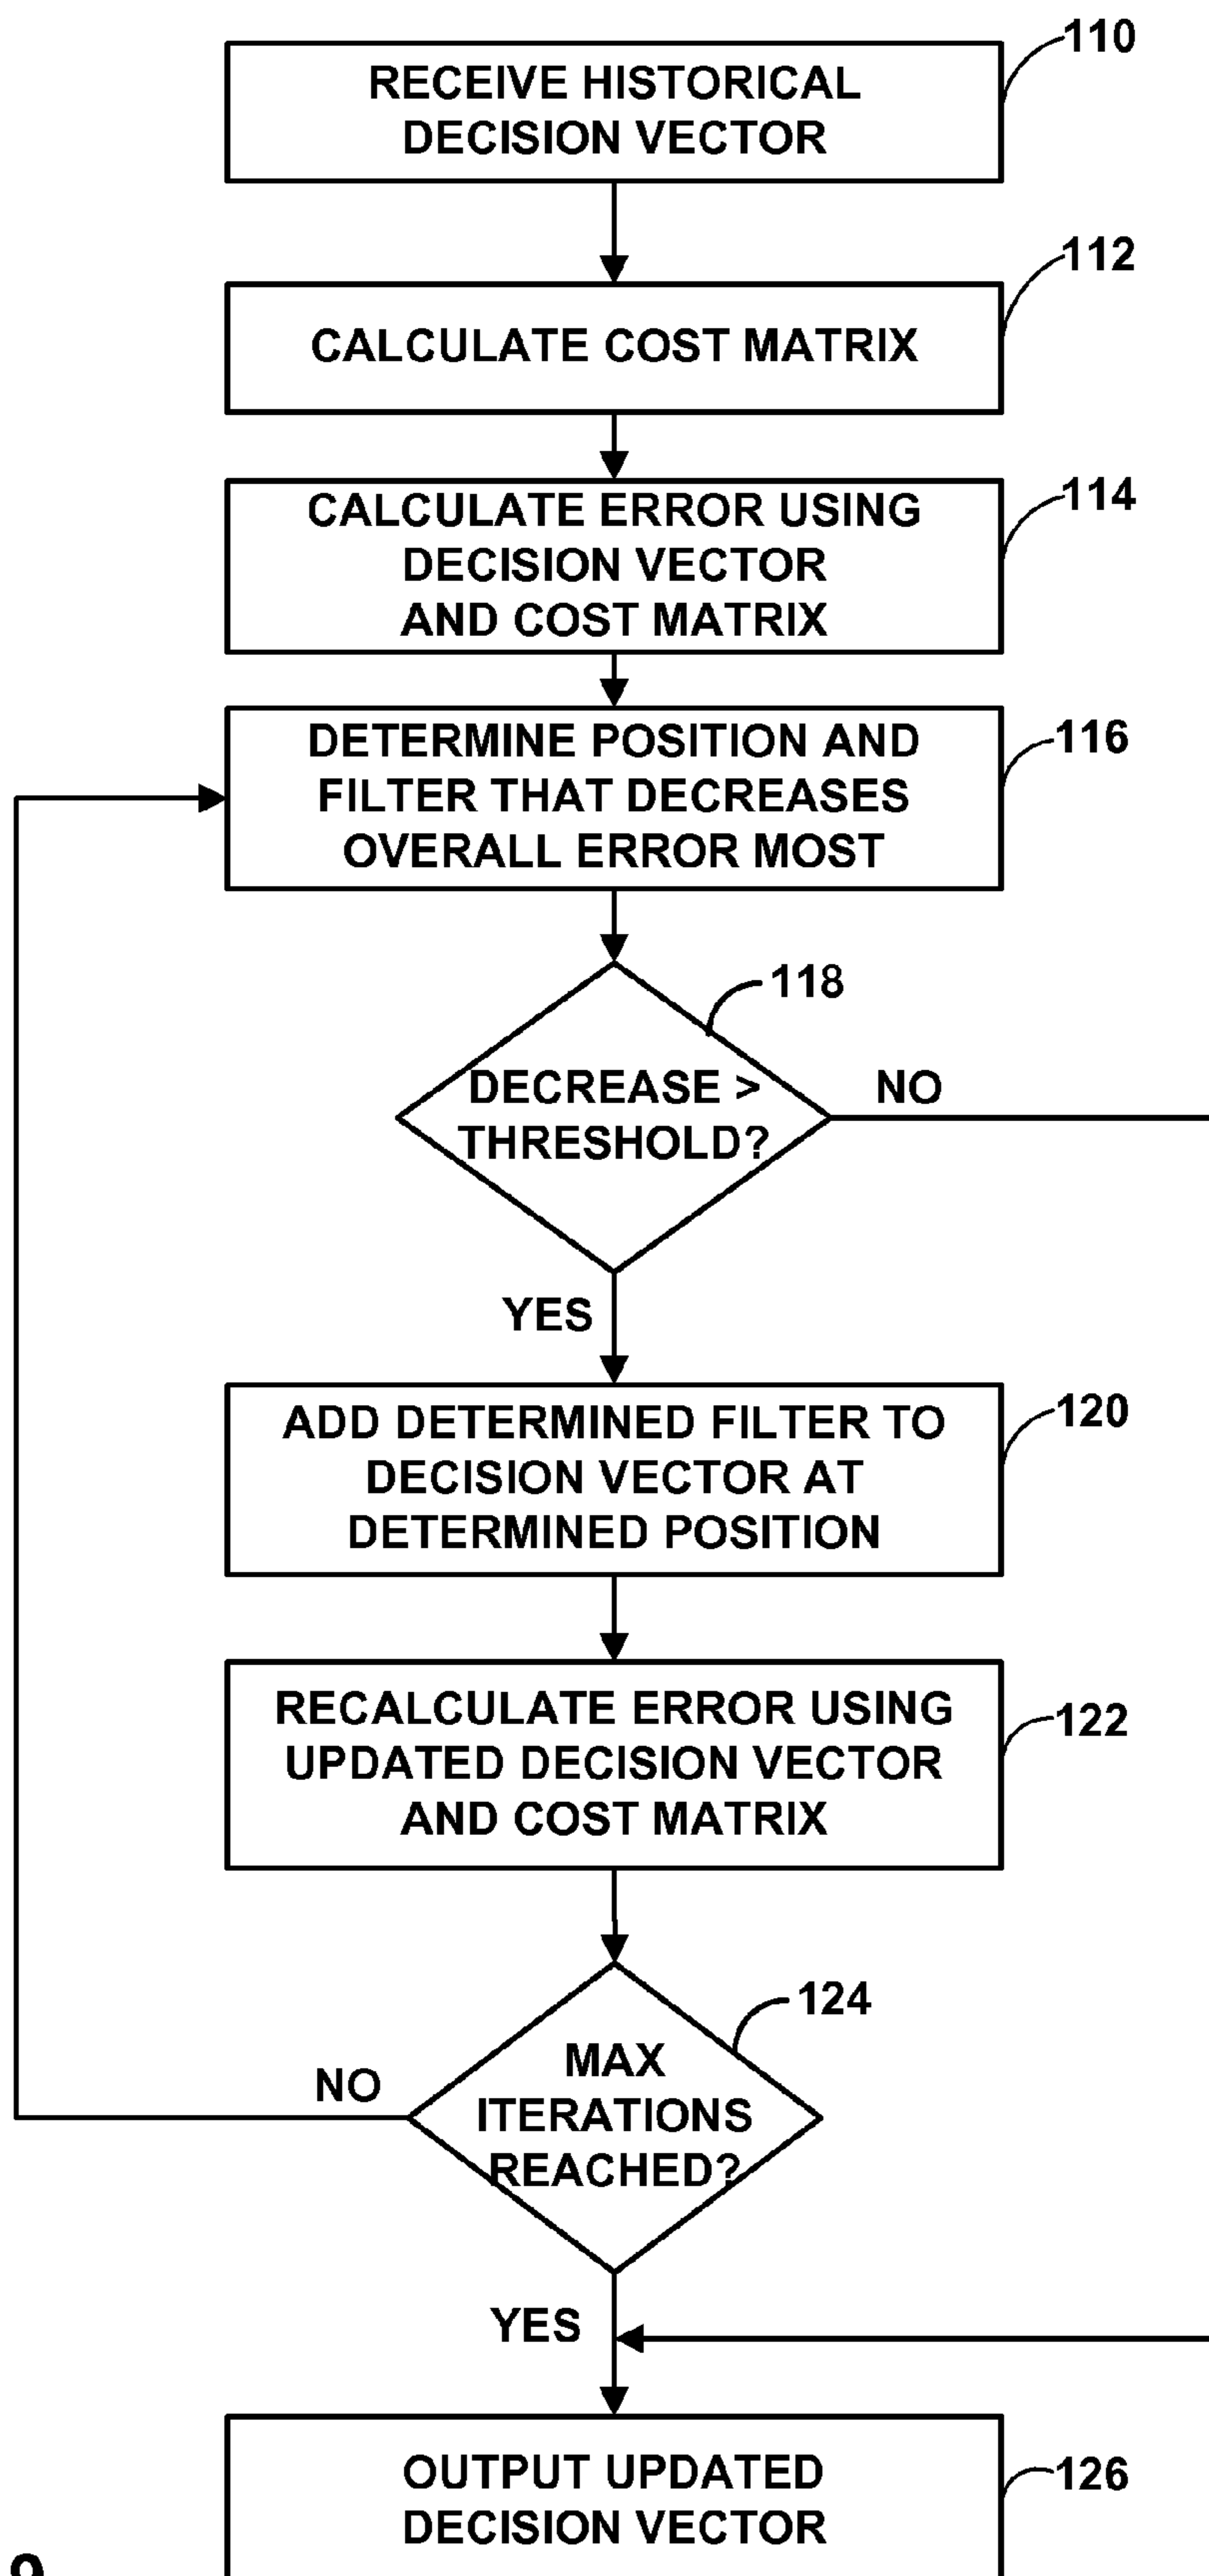 110
RECEIVE HISTORICAL
DECISION VECTOR
112
CALCULATE COST MATRIX
114
CALCULATE ERROR USING
DECISION VECTOR
AND COST MATRIX
116
DETERMINE POSITION AND
FILTER THAT DECREASES
OVERALL ERROR MOST
118
DECREASE >
THRESHOLD?
NO
YES
120
ADD DETERMINED FILTER TO
DECISION VECTOR AT
DETERMINED POSITION
122
RECALCULATE ERROR USING
UPDATED DECISION VECTOR
AND COST MATRIX
124
MAX
ITERATIONS
REACHED?
NO
YES
126
OUTPUT UPDATED
DECISION VECTOR
9